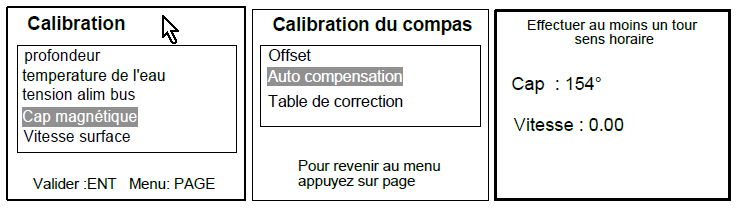 Calibration
profondeur
temperature de l'eau
tension alim bus
Cap magnétique
Vitesse surface
Valider :ENT   Menu: PAGE
Calibration du compas
Offset
Auto compensation
Table de correction
Pour revenir au menu
appuyez sur page
Effectuer au moins un tour
sens horaire
Cap  : 154°
Vitesse : 0.00